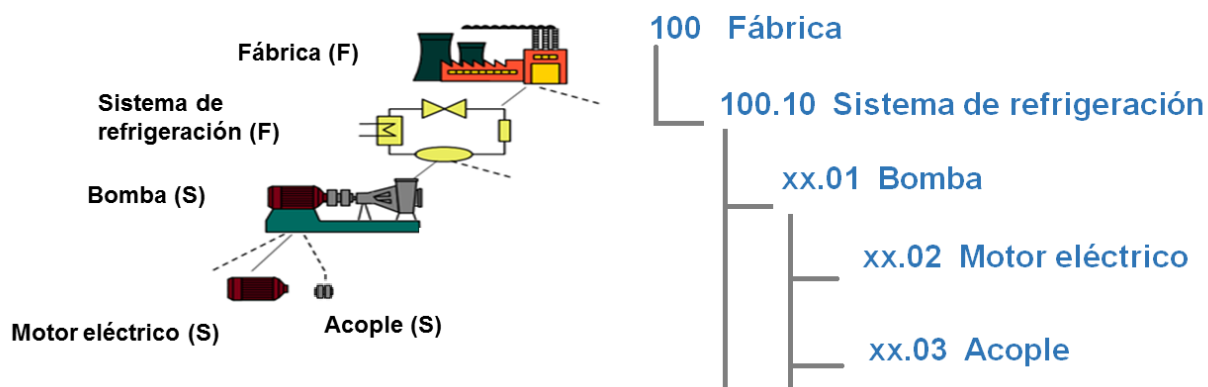 Fábrica (F)
Sistema de
refrigeración (F)
Bomba (S)
Motor eléctrico (S)
Acople (S)
100 Fábrica
100.10 Sistema de refrigeración
xx.01 Bomba
xx.02 Motor eléctrico
xx.03 Acople